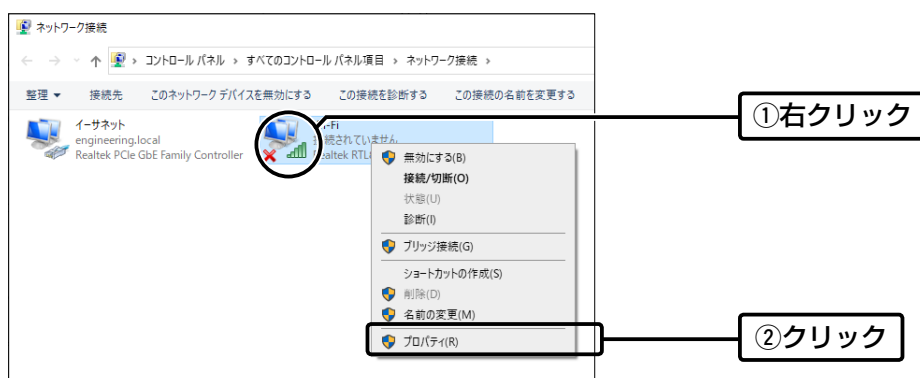 ネットワーク接続
コントロール パネル › すべてのコントロール パネル項目 › ネットワーク接続 ›
整理 ▼ 接続先 このネットワーク デバイスを無効にする この接続を診断する この接続の名前を変更する
イーサネット
engineering.local
Realtek PCIe GbE Family Controller
-Fi
続されていません
ealtek RTL
無効にする(B)
接続/切断(O)
状態(U)
診断(I)
ブリッジ接続(G)
ショートカットの作成(S)
削除(D)
名前の変更(M)
プロパティ(R)
①右クリック
②クリック